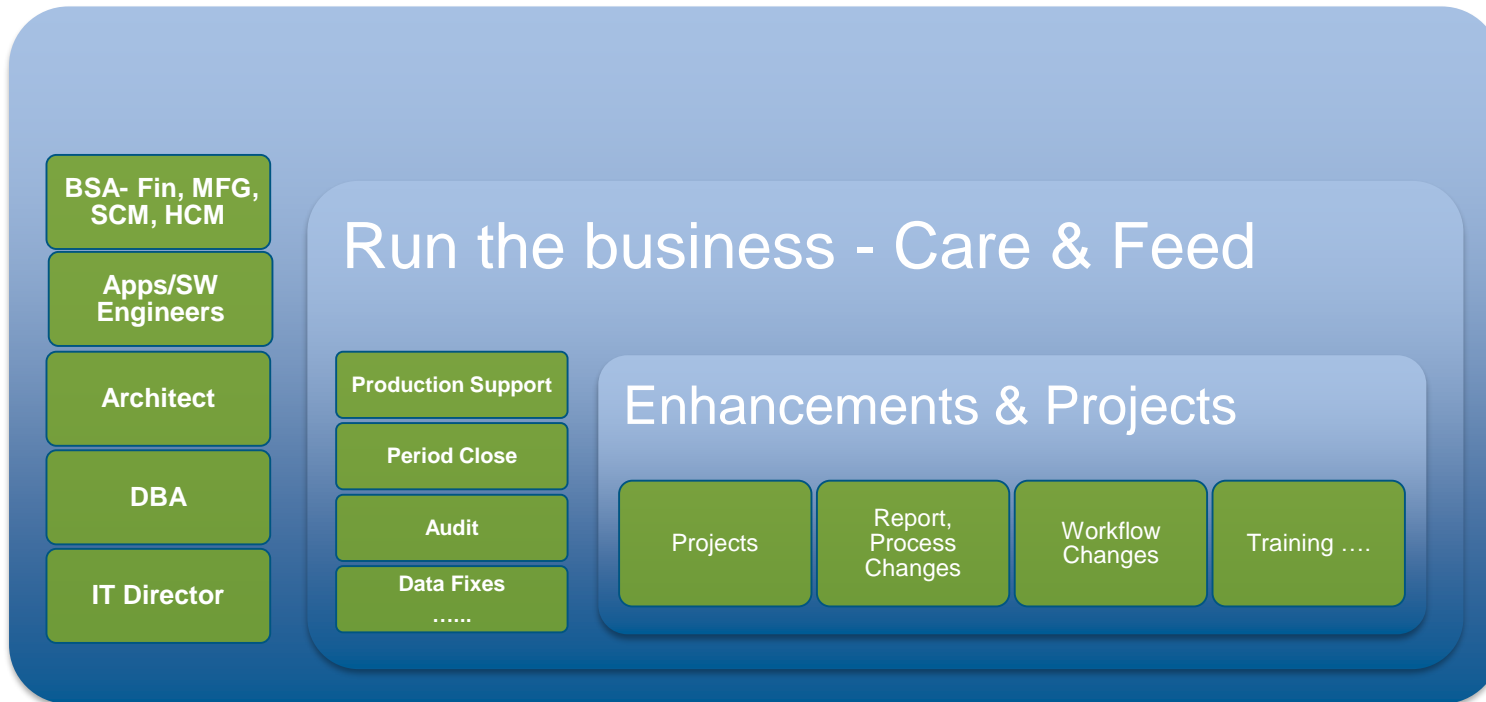 BSA- Fin, MFG,
SCM, HCM
Apps/SW
Engineers
Architect
DBA
IT Director
Run the business - Care & Feed
Production Support
Period Close
Audit
Data Fixes
…...
Enhancements & Projects
Projects
Report,
Process
Changes
Workflow
Changes
Training ….